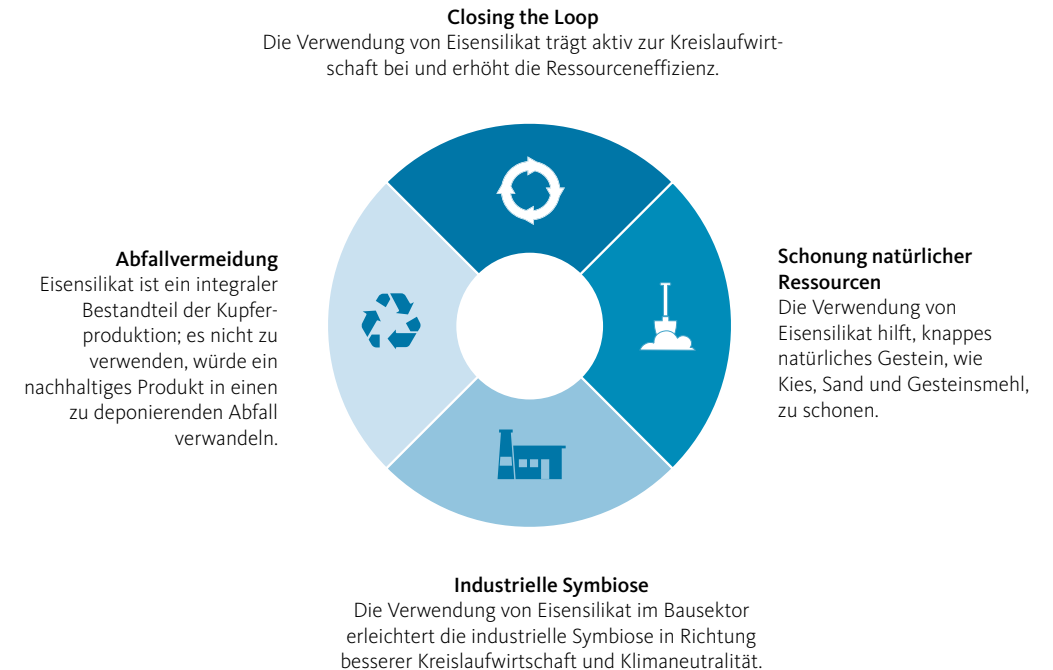 Closing the Loop
Die Verwendung von Eisensilikat trägt aktiv zur Kreislaufwirt-
schaft bei und erhöht die Ressourceneffizienz.
Abfallvermeidung
Eisensilikat ist ein integraler
Bestandteil der Kupfer-
produktion; es nicht zu
verwenden, würde ein
nachhaltiges Produkt in einen
zu deponierenden Abfall
verwandeln.
Schonung natürlicher
Ressourcen
Die Verwendung von
Eisensilikat hilft, knappes
natürliches Gestein, wie
Kies, Sand und Gesteinsmehl,
zu schonen.
Industrielle Symbiose
Die Verwendung von Eisensilikat im Bausektor
erleichtert die industrielle Symbiose in Richtung
besserer Kreislaufwirtschaft und Klimaneutralität.